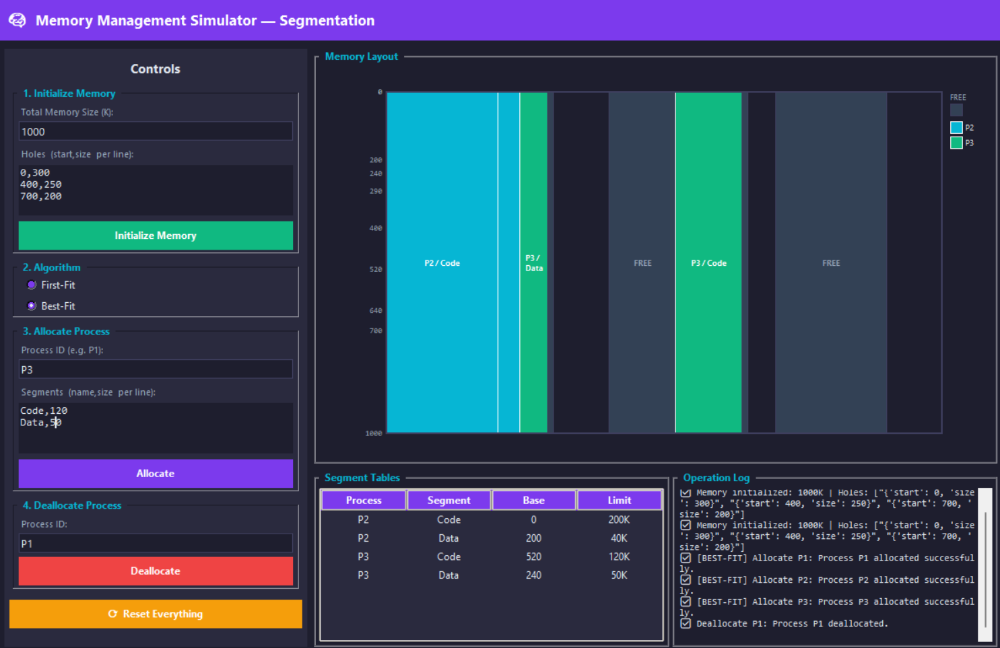 Memory Management Simulator — Segmentation
Controls
1. Initialize Memory
Total Memory Size (K):
1000
Holes (start,size per line):
0,300
400,250
700,200
Initialize Memory
2. Algorithm
First-Fit
Best-Fit
3. Allocate Process
Process ID (e.g. P1):
P3
Segments (name,size per line):
Code,120
Data,50
Allocate
4. Deallocate Process
Process ID:
P1
Deallocate
⟳ Reset Everything
Memory Layout
0
200
240
290
400
520
640
700
1000
P2 / Code
P3 /
Data
FREE
P3 / Code
FREE
FREE
P2
P3
Segment Tables
Process Segment Base Limit
P2 Code 0 200K
P2 Data 200 40K
P3 Code 520 120K
P3 Data 240 50K
Operation Log
☑ Memory initialized: 1000K | Holes: ["{'start': 0, 'size
': 300}", "{'start': 400, 'size': 250}", "{'start': 700, '
size': 200}"]
☑ Memory initialized: 1000K | Holes: ["{'start': 0, 'size
': 300}", "{'start': 400, 'size': 250}", "{'start': 700, '
size': 200}"]
☑ [BEST-FIT] Allocate P1: Process P1 allocated successful
ly.
☑ [BEST-FIT] Allocate P2: Process P2 allocated successful
ly.
☑ [BEST-FIT] Allocate P3: Process P3 allocated successful
ly.
☑ Deallocate P1: Process P1 deallocated.